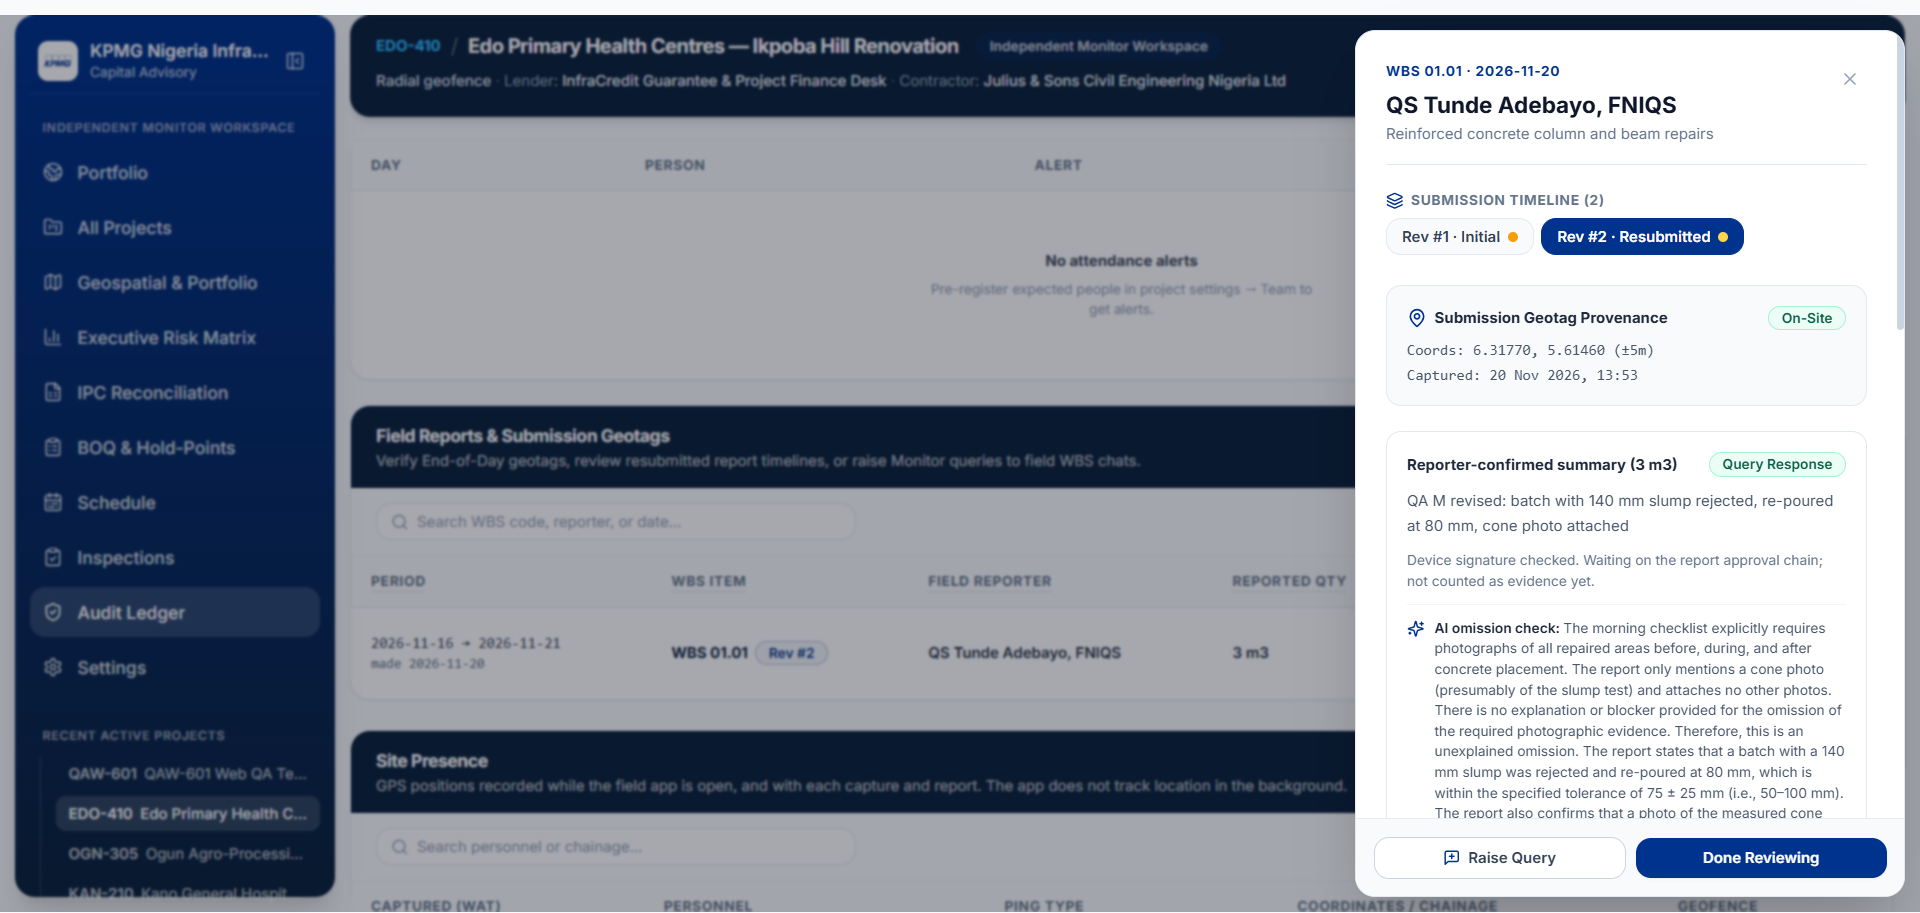 KPMG
KPMG Nigeria Infra...
Capital Advisory
INDEPENDENT MONITOR WORKSPACE
Portfolio
All Projects
Geospatial & Portfolio
Executive Risk Matrix
IPC Reconciliation
BOQ & Hold-Points
Schedule
Inspections
Audit Ledger
Settings
RECENT ACTIVE PROJECTS
QAW-601 QAW-601 Web QA Te...
EDO-410 Edo Primary Health C...
OGN-305 Ogun Agro-Processi...
KAN-210 Kano General Hospit...
EDO-410 / Edo Primary Health Centres — Ikpoba Hill Renovation Independent Monitor Workspace
Radial geofence · Lender: InfraCredit Guarantee & Project Finance Desk · Contractor: Julius & Sons Civil Engineering Nigeria Ltd
DAY PERSON ALERT
No attendance alerts
Pre-register expected people in project settings → Team to
get alerts.
Field Reports & Submission Geotags
Verify End-of-Day geotags, review resubmitted report timelines, or raise Monitor queries to field WBS chats.
Search WBS code, reporter, or date...
PERIOD WBS ITEM FIELD REPORTER REPORTED QTY
2026-11-16 → 2026-11-21
made 2026-11-20
WBS 01.01 Rev #2 QS Tunde Adebayo, FNIQS 3 m3
Site Presence
GPS positions recorded while the field app is open, and with each capture and report. The app does not track location in the background.
Search personnel or chainage...
CAPTURED (WAT) PERSONNEL PING TYPE COORDINATES / CHAINAGE GEOFENCE
WBS 01.01 · 2026-11-20
QS Tunde Adebayo, FNIQS
Reinforced concrete column and beam repairs
SUBMISSION TIMELINE (2)
Rev #1 · Initial Rev #2 · Resubmitted
Submission Geotag Provenance On-Site
Coords: 6.31770, 5.61460 (±5m)
Captured: 20 Nov 2026, 13:53
Reporter-confirmed summary (3 m3) Query Response
QA M revised: batch with 140 mm slump rejected, re-poured
at 80 mm, cone photo attached
Device signature checked. Waiting on the report approval chain;
not counted as evidence yet.
AI omission check: The morning checklist explicitly requires
photographs of all repaired areas before, during, and after
concrete placement. The report only mentions a cone photo
(presumably of the slump test) and attaches no other photos.
There is no explanation or blocker provided for the omission of
the required photographic evidence. Therefore, this is an
unexplained omission. The report states that a batch with a 140
mm slump was rejected and re-poured at 80 mm, which is
within the specified tolerance of 75 ± 25 mm (i.e., 50–100 mm).
The report also confirms that a photo of the measured cone
Raise Query Done Reviewing